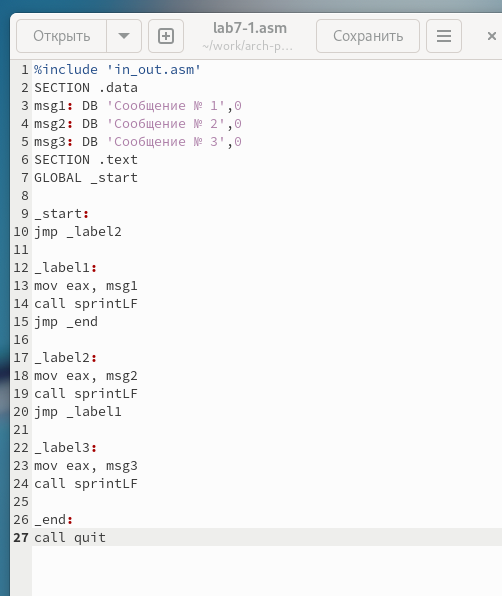 Открыть
lab7-1.asm
~/work/arch-p...
Сохранить
1 %include 'in_out.asm'
2 SECTION .data
3 msg1: DB 'Сообщение № 1',0
4 msg2: DB 'Сообщение № 2',0
5 msg3: DB 'Сообщение № 3',0
6 SECTION .text
7 GLOBAL _start
8
9 _start:
10 jmp _label2
11
12 _label1:
13 mov eax, msg1
14 call sprintLF
15 jmp _end
16
17 _label2:
18 mov eax, msg2
19 call sprintLF
20 jmp _label1
21
22 _label3:
23 mov eax, msg3
24 call sprintLF
25
26 _end:
27 call quit